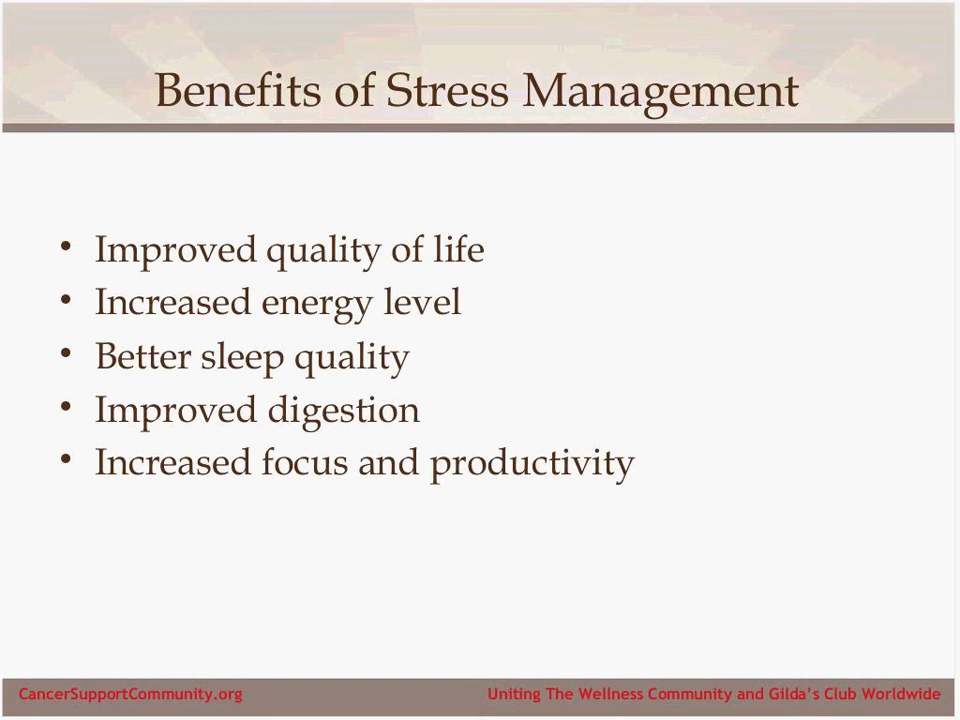 Benefits of Stress Management
• Improved quality of life
• Increased energy level
• Better sleep quality
• Improved digestion
• Increased focus and productivity
CancerSupportCommunity.org
Uniting The Wellness Community and Gilda’s Club Worldwide